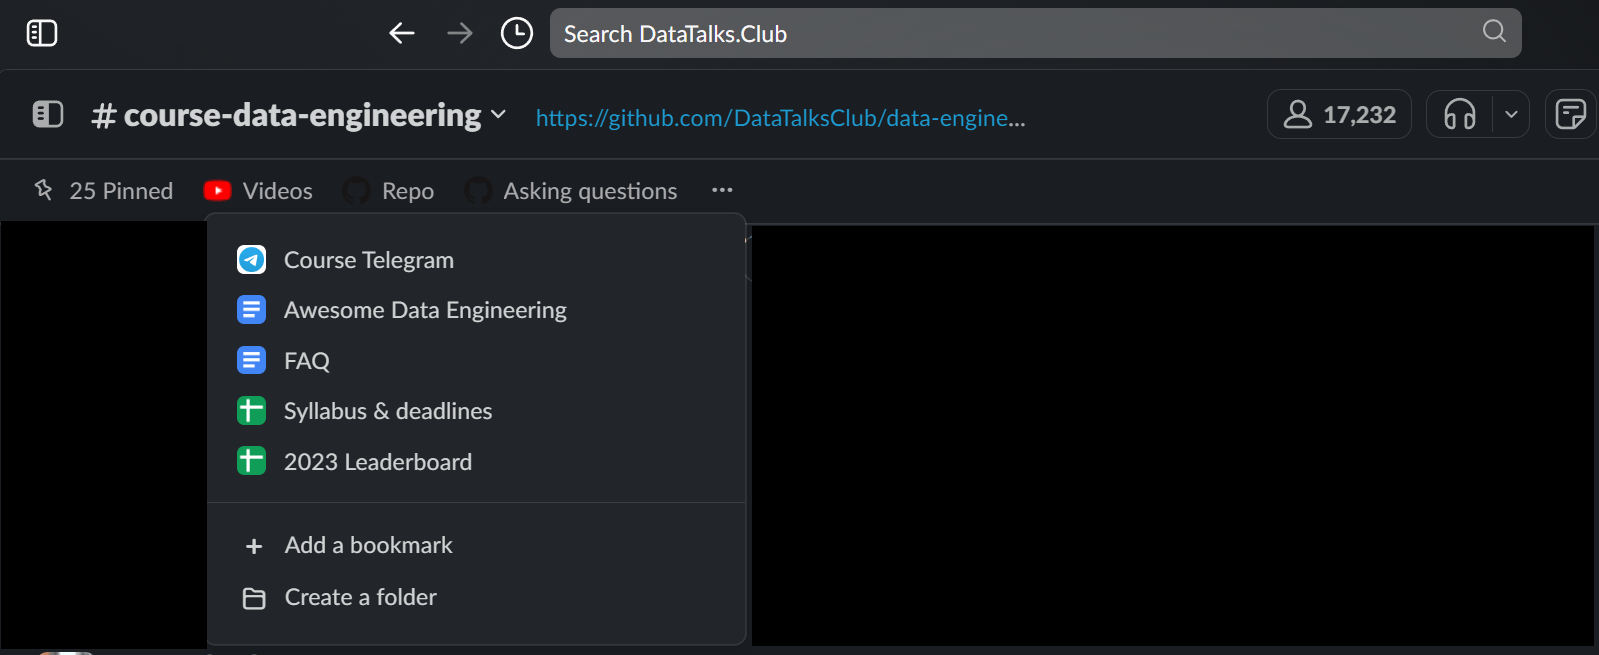 Search DataTalks.Club
# course-data-engineering
https://github.com/DataTalksClub/data-engine...
17,232
25 Pinned
Videos
Repo
Asking questions
Course Telegram
Awesome Data Engineering
FAQ
Syllabus & deadlines
2023 Leaderboard
+ Add a bookmark
Create a folder